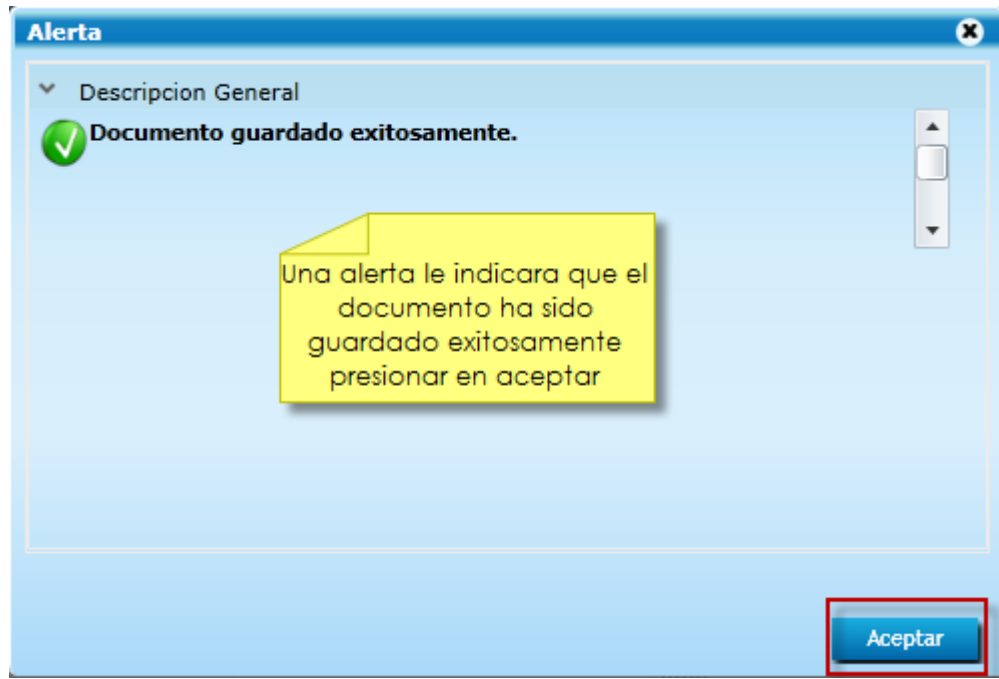 Alerta
Descripcion General
Documento guardado exitosamente.
Una alerta le indicara que el
documento ha sido
guardado exitosamente
presionar en aceptar
Aceptar